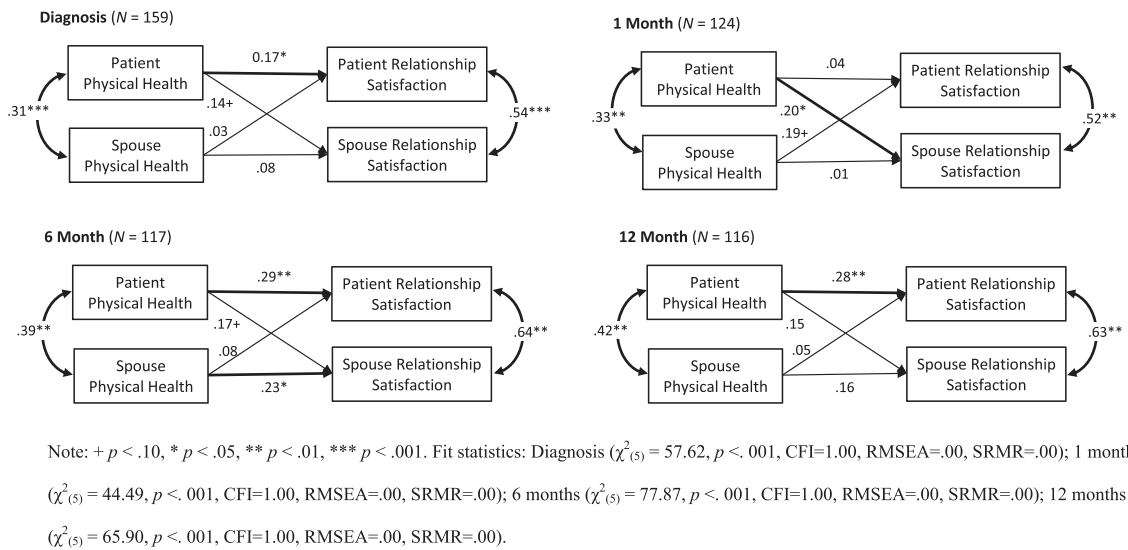 Diagnosis (N = 159)
Patient
Physical Health
0.17*
Patient Relationship
Satisfaction
.31***
.14+
.03
.54***
Spouse
Physical Health
.08
Spouse Relationship
Satisfaction
1 Month (N = 124)
Patient
Physical Health
.04
Patient Relationship
Satisfaction
.33**
.20*
.19+
.52**
Spouse
Physical Health
.01
Spouse Relationship
Satisfaction
6 Month (N = 117)
Patient
Physical Health
.29**
Patient Relationship
Satisfaction
.39**
.17+
.08
.64**
Spouse
Physical Health
.23*
Spouse Relationship
Satisfaction
12 Month (N = 116)
Patient
Physical Health
.28**
Patient Relationship
Satisfaction
.42**
.15
.05
.63**
Spouse
Physical Health
.16
Spouse Relationship
Satisfaction
Note: + p < .10, * p < .05, ** p < .01, *** p < .001. Fit statistics: Diagnosis (χ²₍₅₎ = 57.62, p <. 001, CFI=1.00, RMSEA=.00, SRMR=.00); 1 mont
(χ²₍₅₎ = 44.49, p <. 001, CFI=1.00, RMSEA=.00, SRMR=.00); 6 months (χ²₍₅₎ = 77.87, p <. 001, CFI=1.00, RMSEA=.00, SRMR=.00); 12 months
(χ²₍₅₎ = 65.90, p <. 001, CFI=1.00, RMSEA=.00, SRMR=.00).